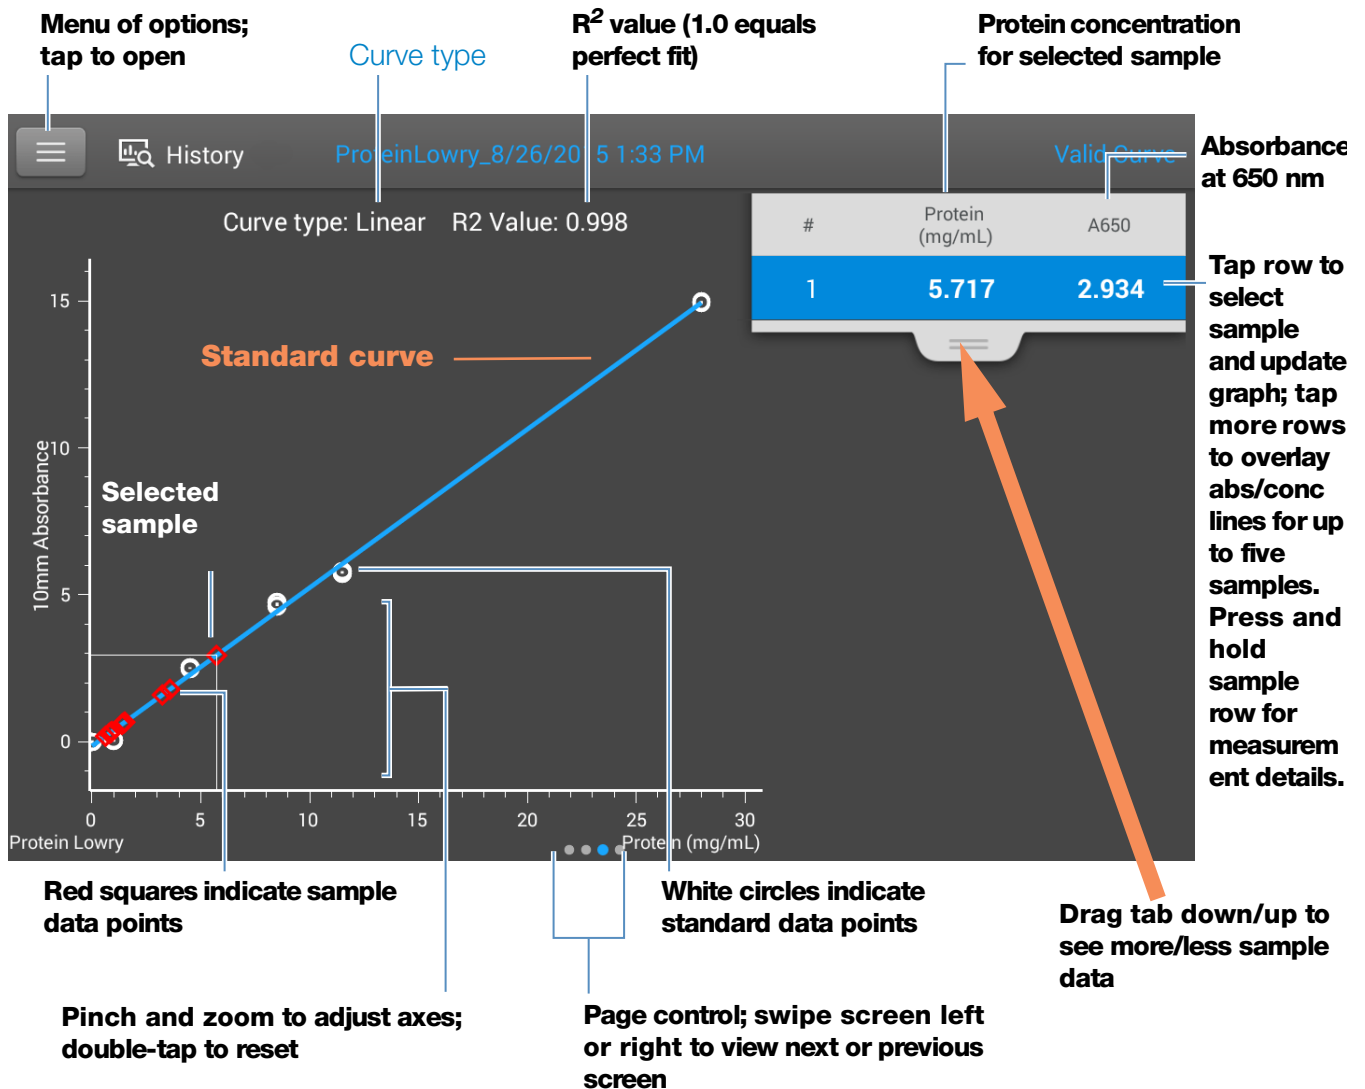 Menu of options;
tap to open
Curve type
R2 value (1.0 equals
perfect fit)
Protein concentration
for selected sample
History
ProteinLowry_8/26/2015 1:33 PM
Valid Curve
Absorbance
at 650 nm
Curve type: Linear R2 Value: 0.998
# Protein (mg/mL) A650
1 5.717 2.934
Tap row to
select
sample
and update
graph; tap
more rows
to overlay
abs/conc
lines for up
to five
samples.
Press and
hold
sample
row for
measurem
ent details.
Standard curve
Selected
sample
10mm Absorbance
15
10
5
0
0 5 10 15 20 25 30
Protein Lowry
Protein (mg/mL)
Red squares indicate sample
data points
White circles indicate
standard data points
Drag tab down/up to
see more/less sample
data
Pinch and zoom to adjust axes;
double-tap to reset
Page control; swipe screen left
or right to view next or previous
screen